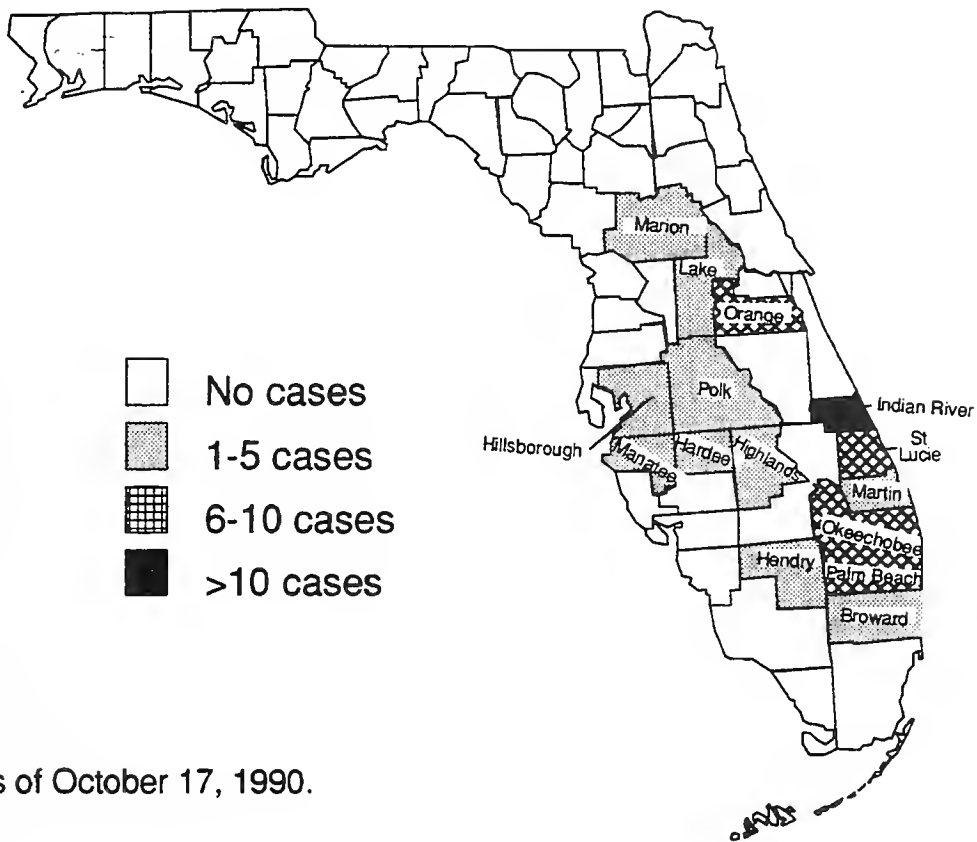 Marion
Lake
Orange
Polk
Indian River
St
Lucie
Hillsborough
Manatee
Hardee
Highlands
Martin
Okeechobee
Hendry
Palm Beach
Broward
No cases
1-5 cases
6-10 cases
>10 cases
s of October 17, 1990.